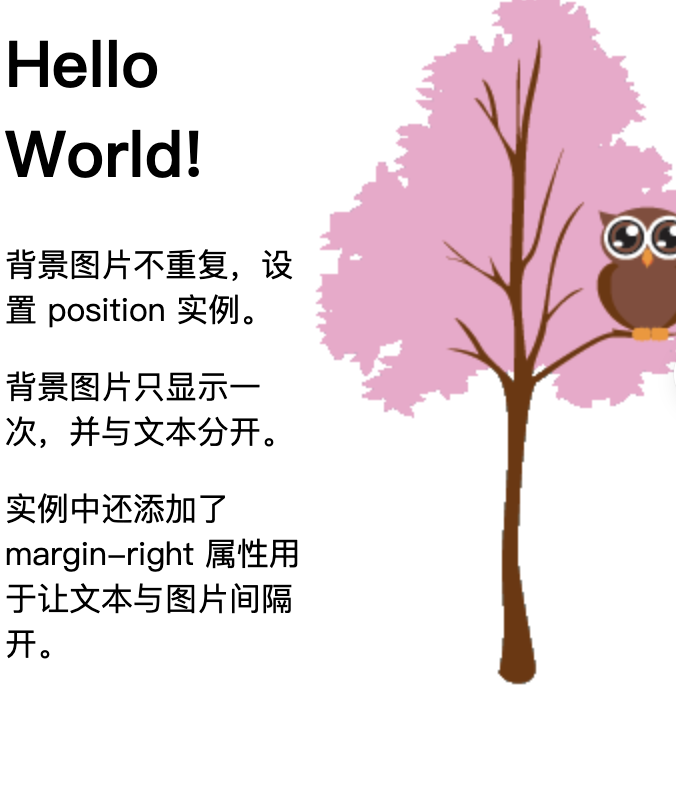 Hello
World!
背景图片不重复，设
置 position 实例。
背景图片只显示一
次，并与文本分开。
实例中还添加了
margin-right 属性用
于让文本与图片间隔
开。